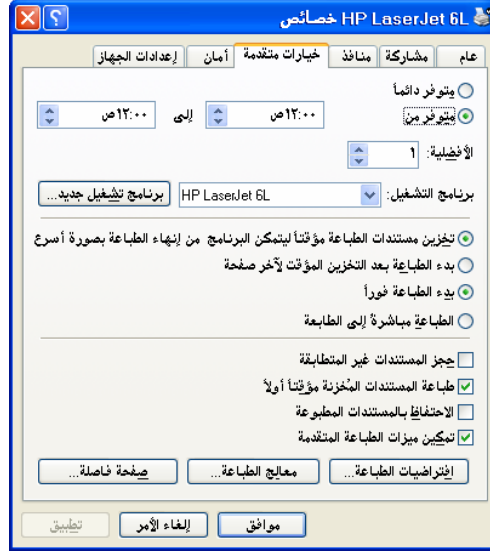 خصائص HP LaserJet 6L
عام مشاركة منافذ خيارات متقدمة أمان إعدادات الجهاز
متوفر دائماً
متوفر من ١٢:٠٠ص إلى ١٢:٠٠ص
الأفضلية: ١
برنامج التشغيل: HP LaserJet 6L برنامج تشغيل جديد...
تخزين مستندات الطباعة مؤقتاً ليتمكن البرنامج من إنهاء الطباعة بصورة أسرع
بدء الطباعة بعد التخزين المؤقت لآخر صفحة
بدء الطباعة فوراً
الطباعة مباشرةً إلى الطابعة
حجز المستندات غير المتطابقة
طباعة المستندات المُخزنة مؤقتاً أولاً
الاحتفاظ بالمستندات المطبوعة
تمكين ميزات الطباعة المتقدمة
افتراضيات الطباعة... معالج الطباعة... صفحة فاصلة...
موافق إلغاء الأمر تطبيق